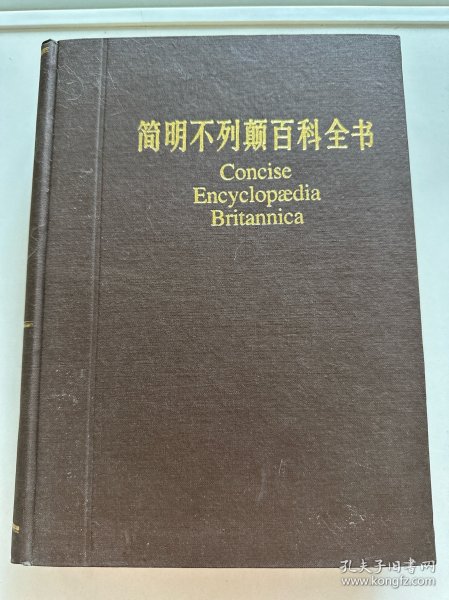 简明不列颠百科全书
Concise
Encyclopædia
Britannica
孔夫子旧书网
www.kongfz.com